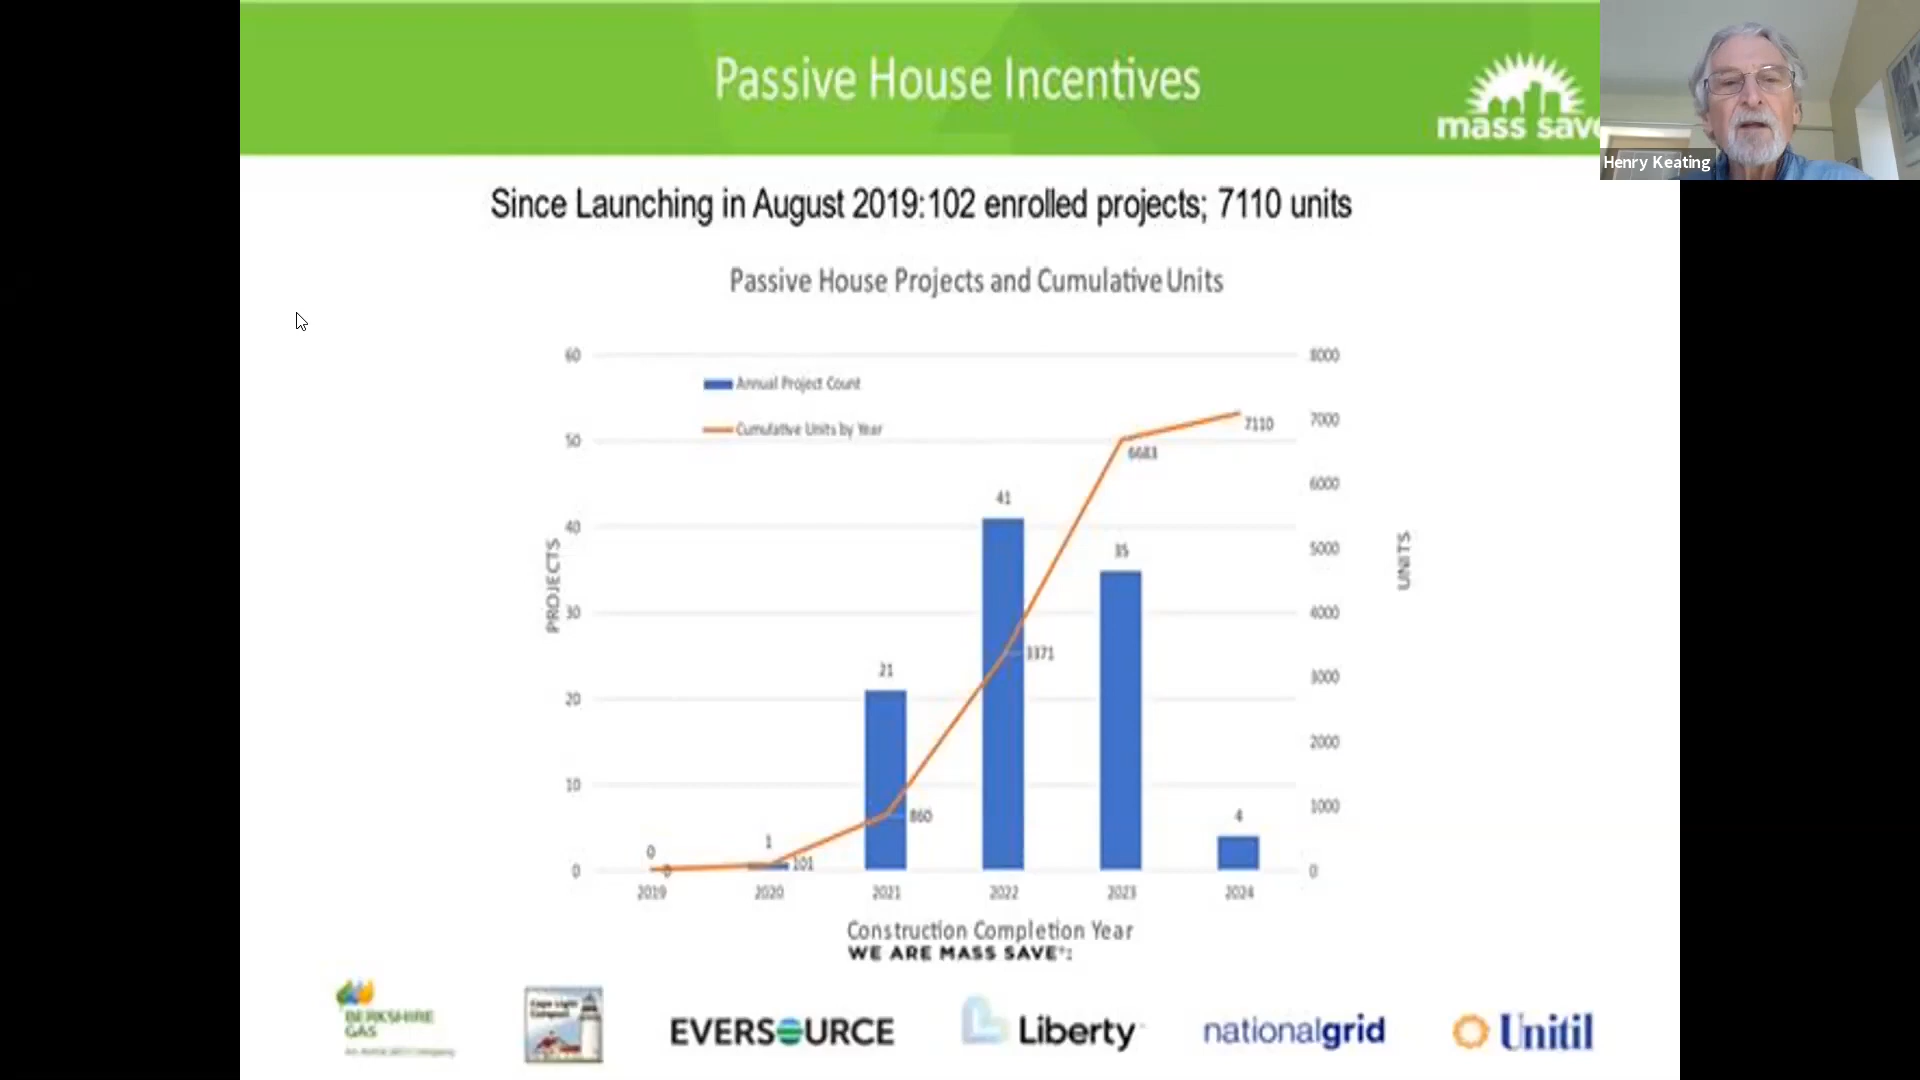 Passive House Incentives
mass save
Henry Keating
Since Launching in August 2019:102 enrolled projects; 7110 units
Passive House Projects and Cumulative Units
60
50
40
30
20
10
0
PROJECTS
Annual Project Count
Cumulative Units by Year
8000
7000
6000
5000
4000
3000
2000
1000
0
UNITS
0
1
21
41
35
4
0
101
860
3371
6683
7110
2019 2020 2021 2022 2023 2024
Construction Completion Year
WE ARE MASS SAVE®:
BERKSHIRE
GAS
Cape Light
Compact
EVERSOURCE
Liberty
nationalgrid
Unitil